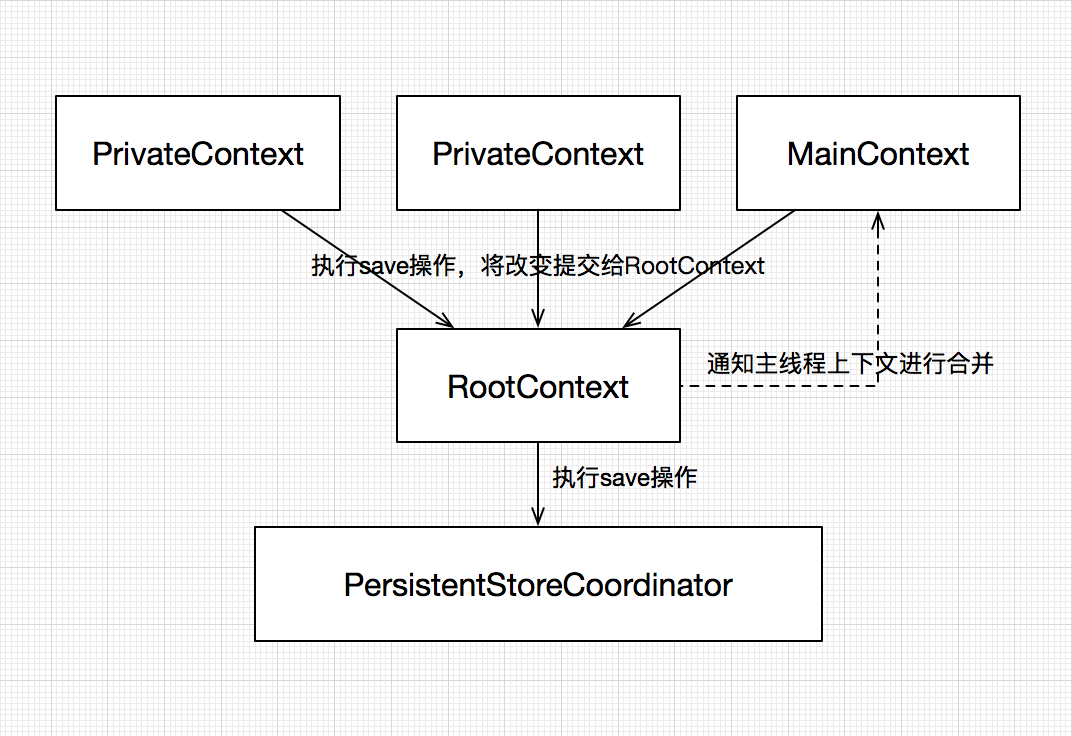 PrivateContext
PrivateContext
MainContext
执行save操作，将改变提交给RootContext
通知主线程上下文进行合并
RootContext
执行save操作
PersistentStoreCoordinator